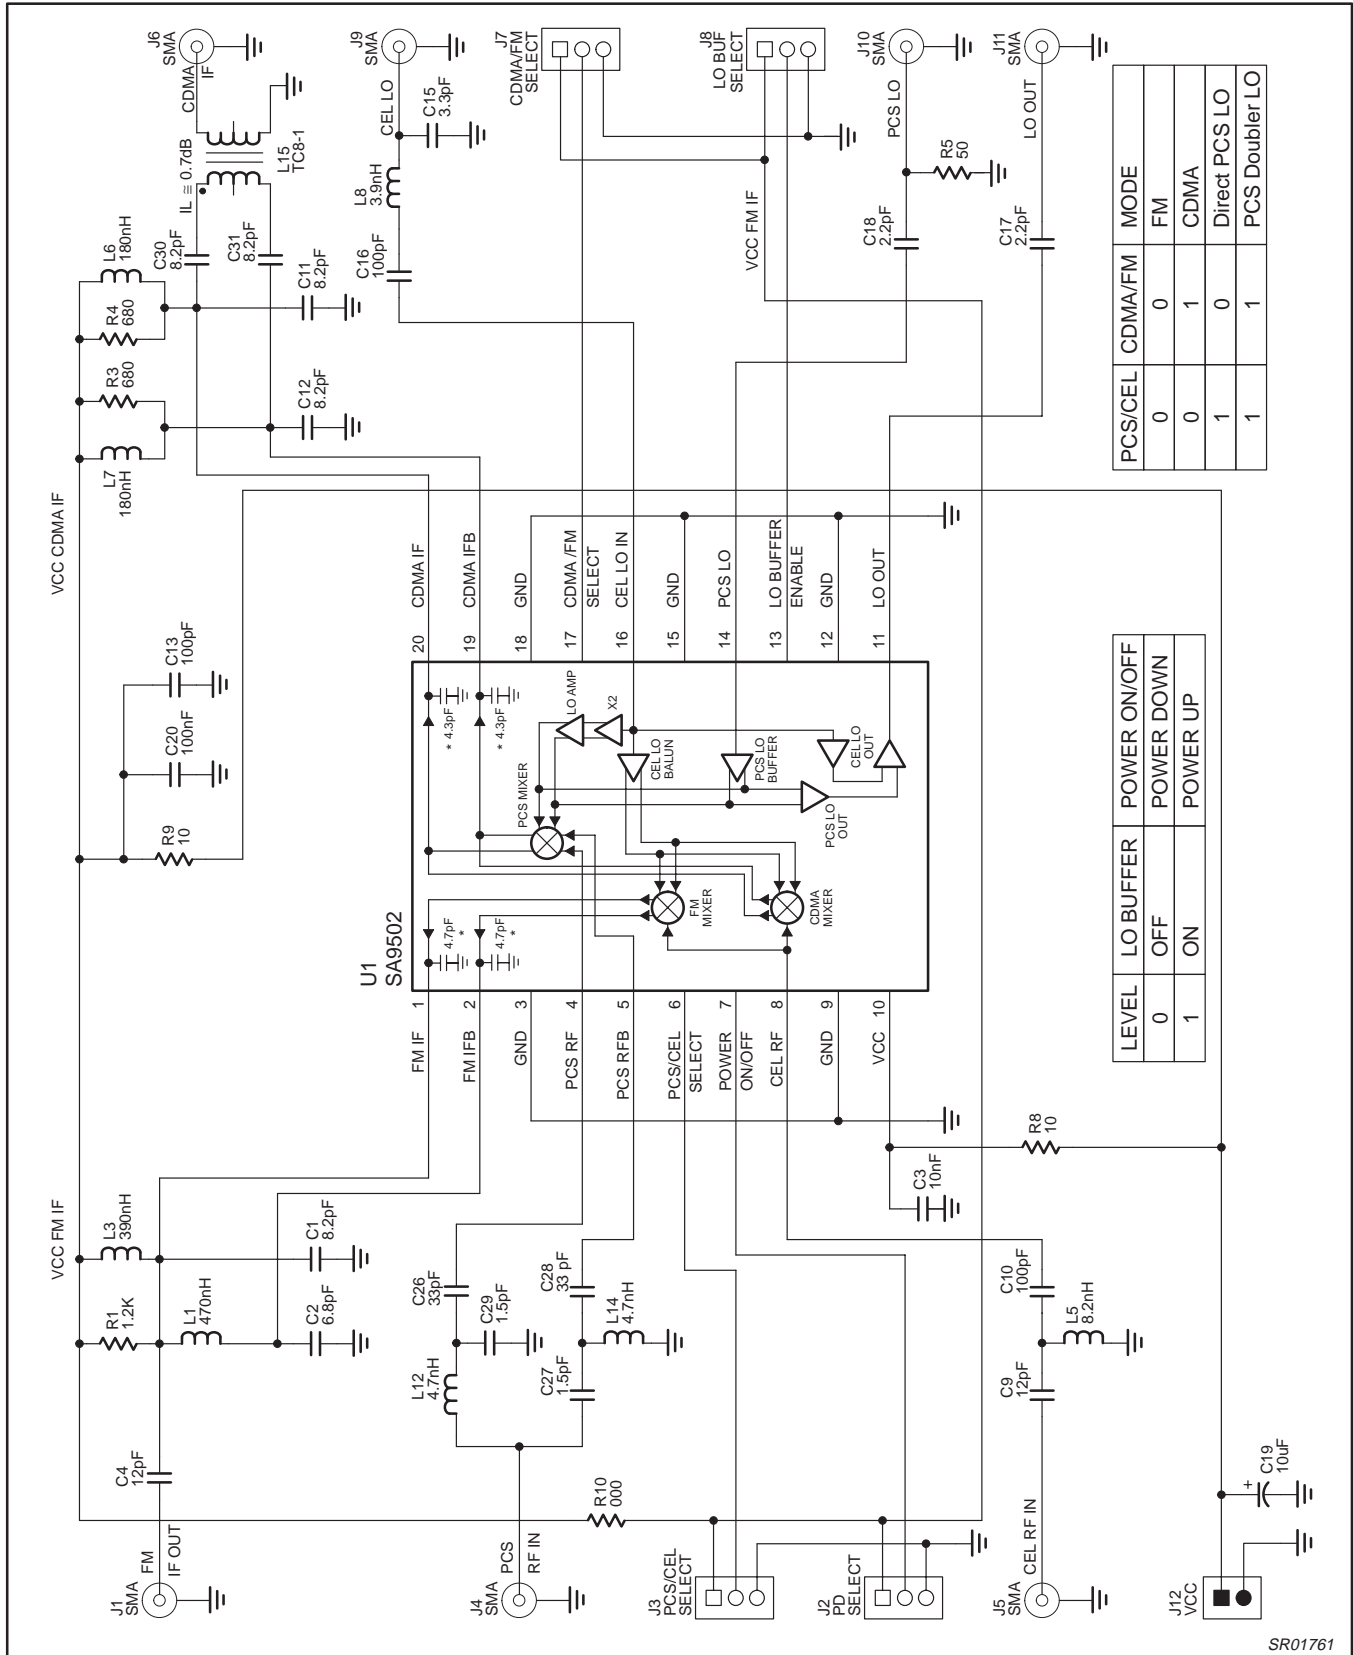 J6
SMA
CDMA
IF
IL ≅ 0.7dB
L15
TC8-1
J9
SMA
CEL LO
C15
3.3pF
L8
3.9nH
C16
100pF
J7
CDMA/FM
SELECT
J8
LO BUF
SELECT
VCC FM IF
J10
SMA
PCS LO
R5
50
C18
2.2pF
J11
SMA
LO OUT
C17
2.2pF
L6
180nH
C30
8.2pF
C31
8.2pF
R4
680
C11
8.2pF
R3
680
C12
8.2pF
L7
180nH
VCC CDMA IF
PCS/CEL CDMA/FM MODE
0 0 FM
0 1 CDMA
1 0 Direct PCS LO
1 1 PCS Doubler LO
C13
100pF
C20
100nF
R9
10
20 CDMA IF
19 CDMA IFB
18 GND
17 CDMA /FM
SELECT
16 CEL LO IN
15 GND
14 PCS LO
13 LO BUFFER
ENABLE
12 GND
11 LO OUT
U1
SA9502
* 4.3pF
* 4.3pF
LO AMP
X2
PCS MIXER
CEL LO
BALUN
PCS LO
BUFFER
CEL LO
OUT
PCS LO
OUT
4.7pF
*
4.7pF
*
FM
MIXER
CDMA
MIXER
FM IF 1
FM IFB 2
GND 3
PCS RF 4
PCS RFB 5
PCS/CEL 6
SELECT
POWER 7
ON/OFF
CEL RF 8
GND 9
VCC 10
LEVEL LO BUFFER POWER ON/OFF
0 OFF POWER DOWN
1 ON POWER UP
VCC FM IF
L3
390nH
C1
8.2pF
R1
1.2K
L1
470nH
C2
6.8pF
C4
12pF
J1
SMA
FM
IF OUT
C26
33pF
C29
1.5pF
L12
4.7nH
C28
33 pF
L14
4.7nH
C27
1.5pF
J4
SMA
PCS
RF IN
R10
000
J3
PCS/CEL
SELECT
J2
PD
SELECT
C3
10nF
R8
10
C10
100pF
L5
8.2nH
C9
12pF
J5
SMA
CEL RF IN
J12
VCC
+
C19
10uF
SR01761